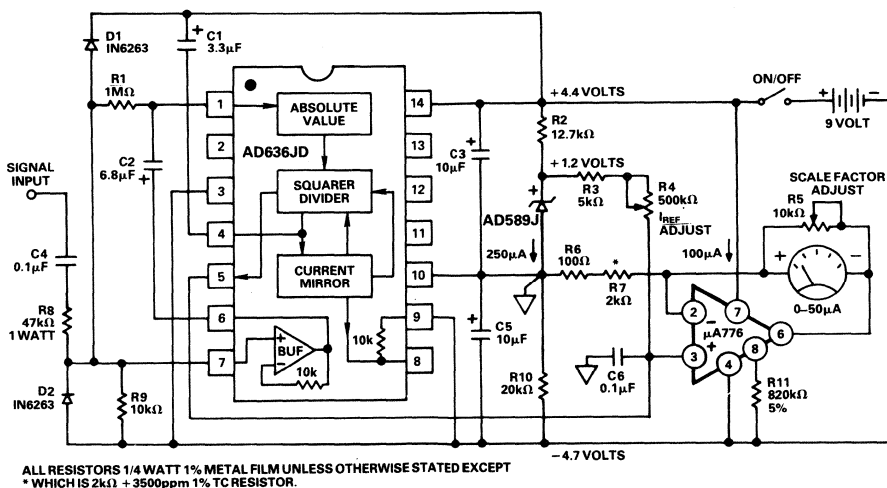 D1
IN6263
C1
3.3µF
+
R1
1MΩ
C2
6.8µF
+
SIGNAL
INPUT
C4
0.1µF
R8
47kΩ
1 WATT
D2
IN6263
R9
10kΩ
1
2
3
4
5
6
7
ABSOLUTE
VALUE
AD636JD
SQUARER
DIVIDER
CURRENT
MIRROR
+
BUF
−
10k
10k
14
13
12
11
10
9
8
+4.4 VOLTS
ON/OFF
+
−
9 VOLT
+
C3
10µF
R2
12.7kΩ
+1.2 VOLTS
+
R3
5kΩ
R4
500kΩ
IREF
ADJUST
AD589J
250µA
R6
100Ω
*
R7
2kΩ
100µA
SCALE FACTOR
ADJUST
R5
10kΩ
+
−
0–50µA
2
−
7
µA776
6
3
+
8
4
+
C5
10µF
R10
20kΩ
C6
0.1µF
R11
820kΩ
5%
−4.7 VOLTS
ALL RESISTORS 1/4 WATT 1% METAL FILM UNLESS OTHERWISE STATED EXCEPT
* WHICH IS 2kΩ +3500ppm 1% TC RESISTOR.